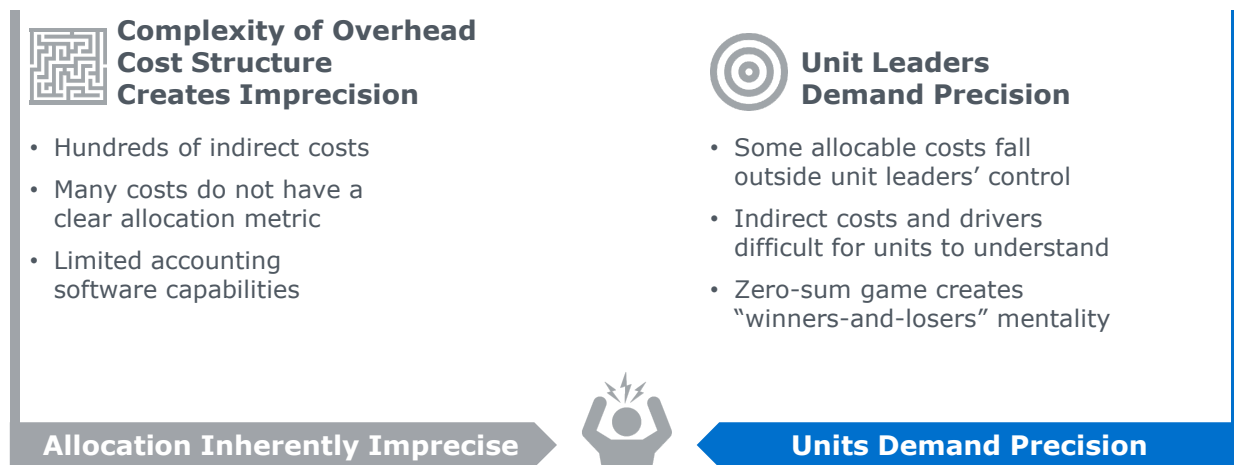 Complexity of Overhead
Cost Structure
Creates Imprecision
• Hundreds of indirect costs
• Many costs do not have a
clear allocation metric
• Limited accounting
software capabilities
Unit Leaders
Demand Precision
• Some allocable costs fall
outside unit leaders’ control
• Indirect costs and drivers
difficult for units to understand
• Zero-sum game creates
“winners-and-losers” mentality
Allocation Inherently Imprecise
Units Demand Precision